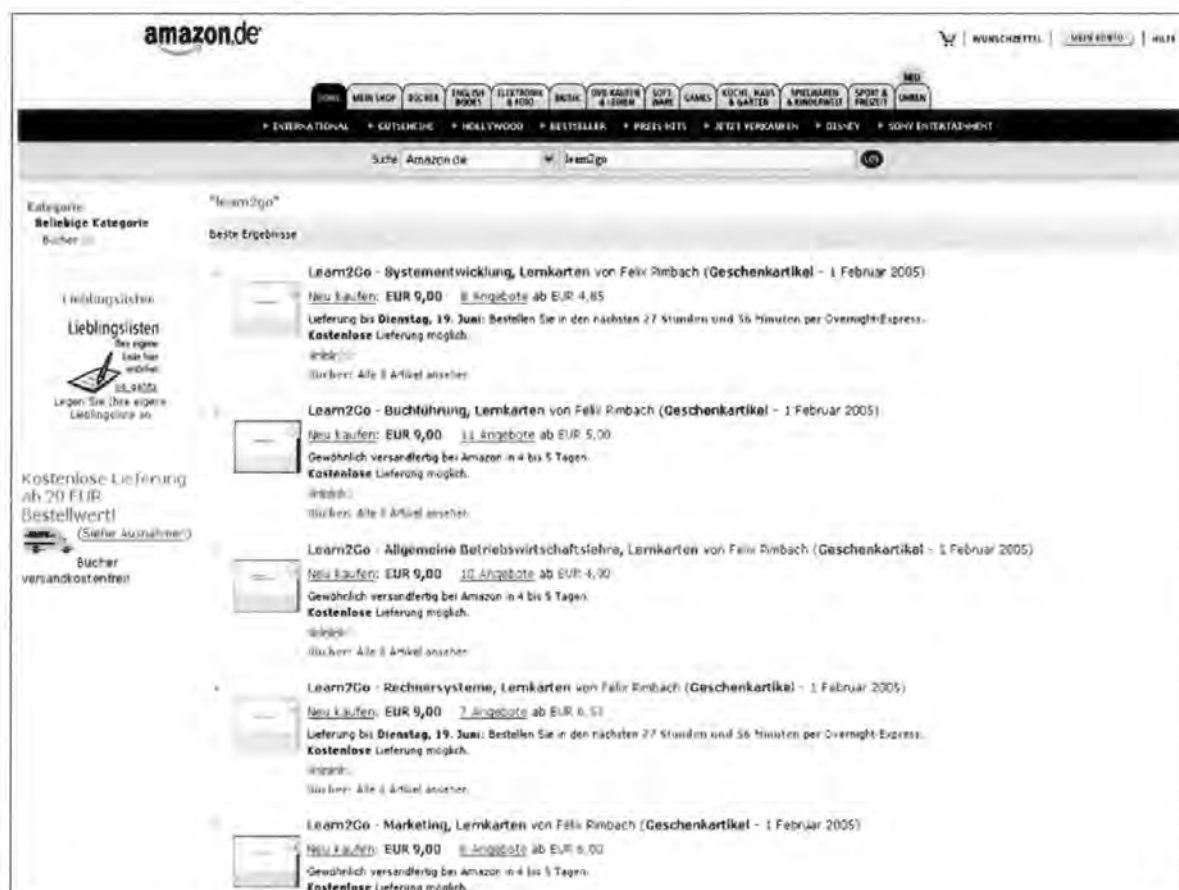 amazon.de
WUNSCHZETTEL | MEIN KONTO | HILFE
NEU
HOME MEIN SHOP BÜCHER ENGLISH BOOKS ELEKTRONIK & FOTO MUSIK DVD KAUFEN & LEIHEN SOFTWARE GAMES KÜCHE, HAUS & GARTEN SPIELWAREN & KINDERWELT SPORT & FREIZEIT UHREN
INTERNATIONAL GUTSCHEINE HOLLYWOOD BESTSELLER PREIS-HITS JETZT VERKAUFEN DISNEY SONY ENTERTAINMENT
Suche Amazon.de learn2go LOS
Kategorie
Beliebige Kategorie
Bücher
Lieblingslisten
Lieblingslisten
Ihre eigene
Liste hier
Legen Sie Ihre eigene
Lieblingsliste an
Kostenlose Lieferung
ab 20 EUR
Bestellwert!
(Siehe Ausnahmen)
Bücher
versandkostenfrei
"learn2go"
Beste Ergebnisse
Learn2Go - Systementwicklung, Lernkarten von Felix Rimbach (Geschenkartikel - 1 Februar 2005)
Neu kaufen: EUR 9,00 8 Angebote ab EUR 4,85
Lieferung bis Dienstag, 19. Juni: Bestellen Sie in den nächsten 27 Stunden und 56 Minuten per Overnight-Express.
Kostenlose Lieferung möglich.
Bücher: Alle 8 Artikel ansehen
Learn2Go - Buchführung, Lernkarten von Felix Rimbach (Geschenkartikel - 1 Februar 2005)
Neu kaufen: EUR 9,00 11 Angebote ab EUR 5,00
Gewöhnlich versandfertig bei Amazon in 4 bis 5 Tagen.
Kostenlose Lieferung möglich.
Bücher: Alle 8 Artikel ansehen
Learn2Go - Allgemeine Betriebswirtschaftslehre, Lernkarten von Felix Rimbach (Geschenkartikel - 1 Februar 2005)
Neu kaufen: EUR 9,00 10 Angebote ab EUR 4,90
Gewöhnlich versandfertig bei Amazon in 4 bis 5 Tagen.
Kostenlose Lieferung möglich.
Bücher: Alle 8 Artikel ansehen
Learn2Go - Rechnersysteme, Lernkarten von Felix Rimbach (Geschenkartikel - 1 Februar 2005)
Neu kaufen: EUR 9,00 7 Angebote ab EUR 6,53
Lieferung bis Dienstag, 19. Juni: Bestellen Sie in den nächsten 27 Stunden und 56 Minuten per Overnight-Express.
Kostenlose Lieferung möglich.
Bücher: Alle 8 Artikel ansehen
Learn2Go - Marketing, Lernkarten von Felix Rimbach (Geschenkartikel - 1 Februar 2005)
Neu kaufen: EUR 9,00 6 Angebote ab EUR 6,00
Gewöhnlich versandfertig bei Amazon in 4 bis 5 Tagen.
Kostenlose Lieferung möglich.